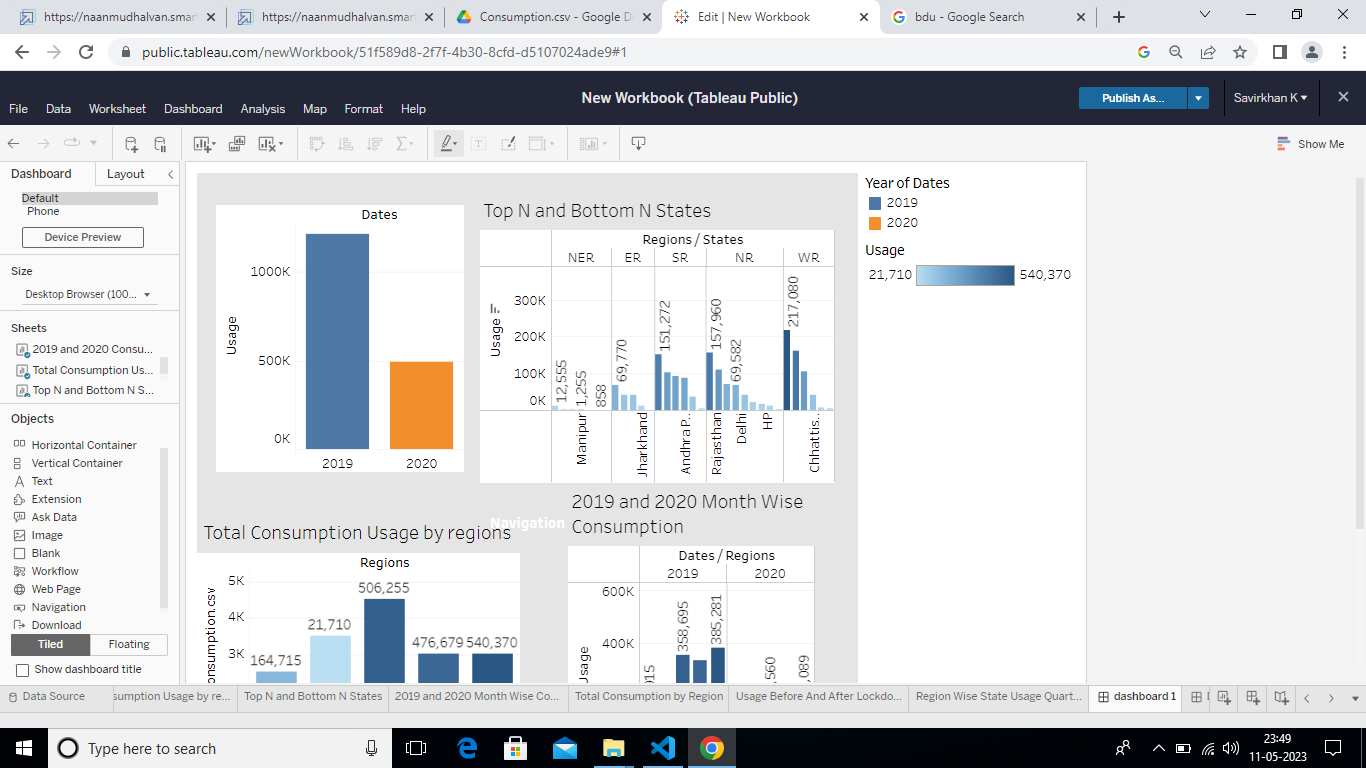 https://naanmudhalvan.smar
https://naanmudhalvan.smar
Consumption.csv - Google D
Edit | New Workbook
bdu - Google Search
public.tableau.com/newWorkbook/51f589d8-2f7f-4b30-8cfd-d5107024ade9#1
File
Data
Worksheet
Dashboard
Analysis
Map
Format
Help
New Workbook (Tableau Public)
Publish As...
Savirkhan K
Show Me
Dashboard
Layout
Default
Phone
Device Preview
Size
Desktop Browser (100...
Sheets
2019 and 2020 Consu...
Total Consumption Us...
Top N and Bottom N S...
Objects
Horizontal Container
Vertical Container
Text
Extension
Ask Data
Image
Blank
Workflow
Web Page
Navigation
Download
Tiled
Floating
Show dashboard title
Dates
Usage
1000K
500K
0K
2019
2020
Top N and Bottom N States
Regions / States
NER
ER
SR
NR
WR
Usage
300K
200K
100K
0K
12,555
1,255
858
69,770
151,272
157,960
69,582
217,080
Manipur
Jharkhand
Andhra P..
Rajasthan
Delhi
HP
Chhattis..
Year of Dates
2019
2020
Usage
21,710
540,370
Navigation
Total Consumption Usage by regions
Regions
5K
4K
3K
onsumption.csv
164,715
21,710
506,255
476,679
540,370
2019 and 2020 Month Wise
Consumption
Dates / Regions
2019
2020
600K
400K
Usage
358,695
385,281
Data Source
sumption Usage by re...
Top N and Bottom N States
2019 and 2020 Month Wise Co...
Total Consumption by Region
Usage Before And After Lockdo...
Region Wise State Usage Quart...
dashboard 1
Type here to search
23:49
11-05-2023